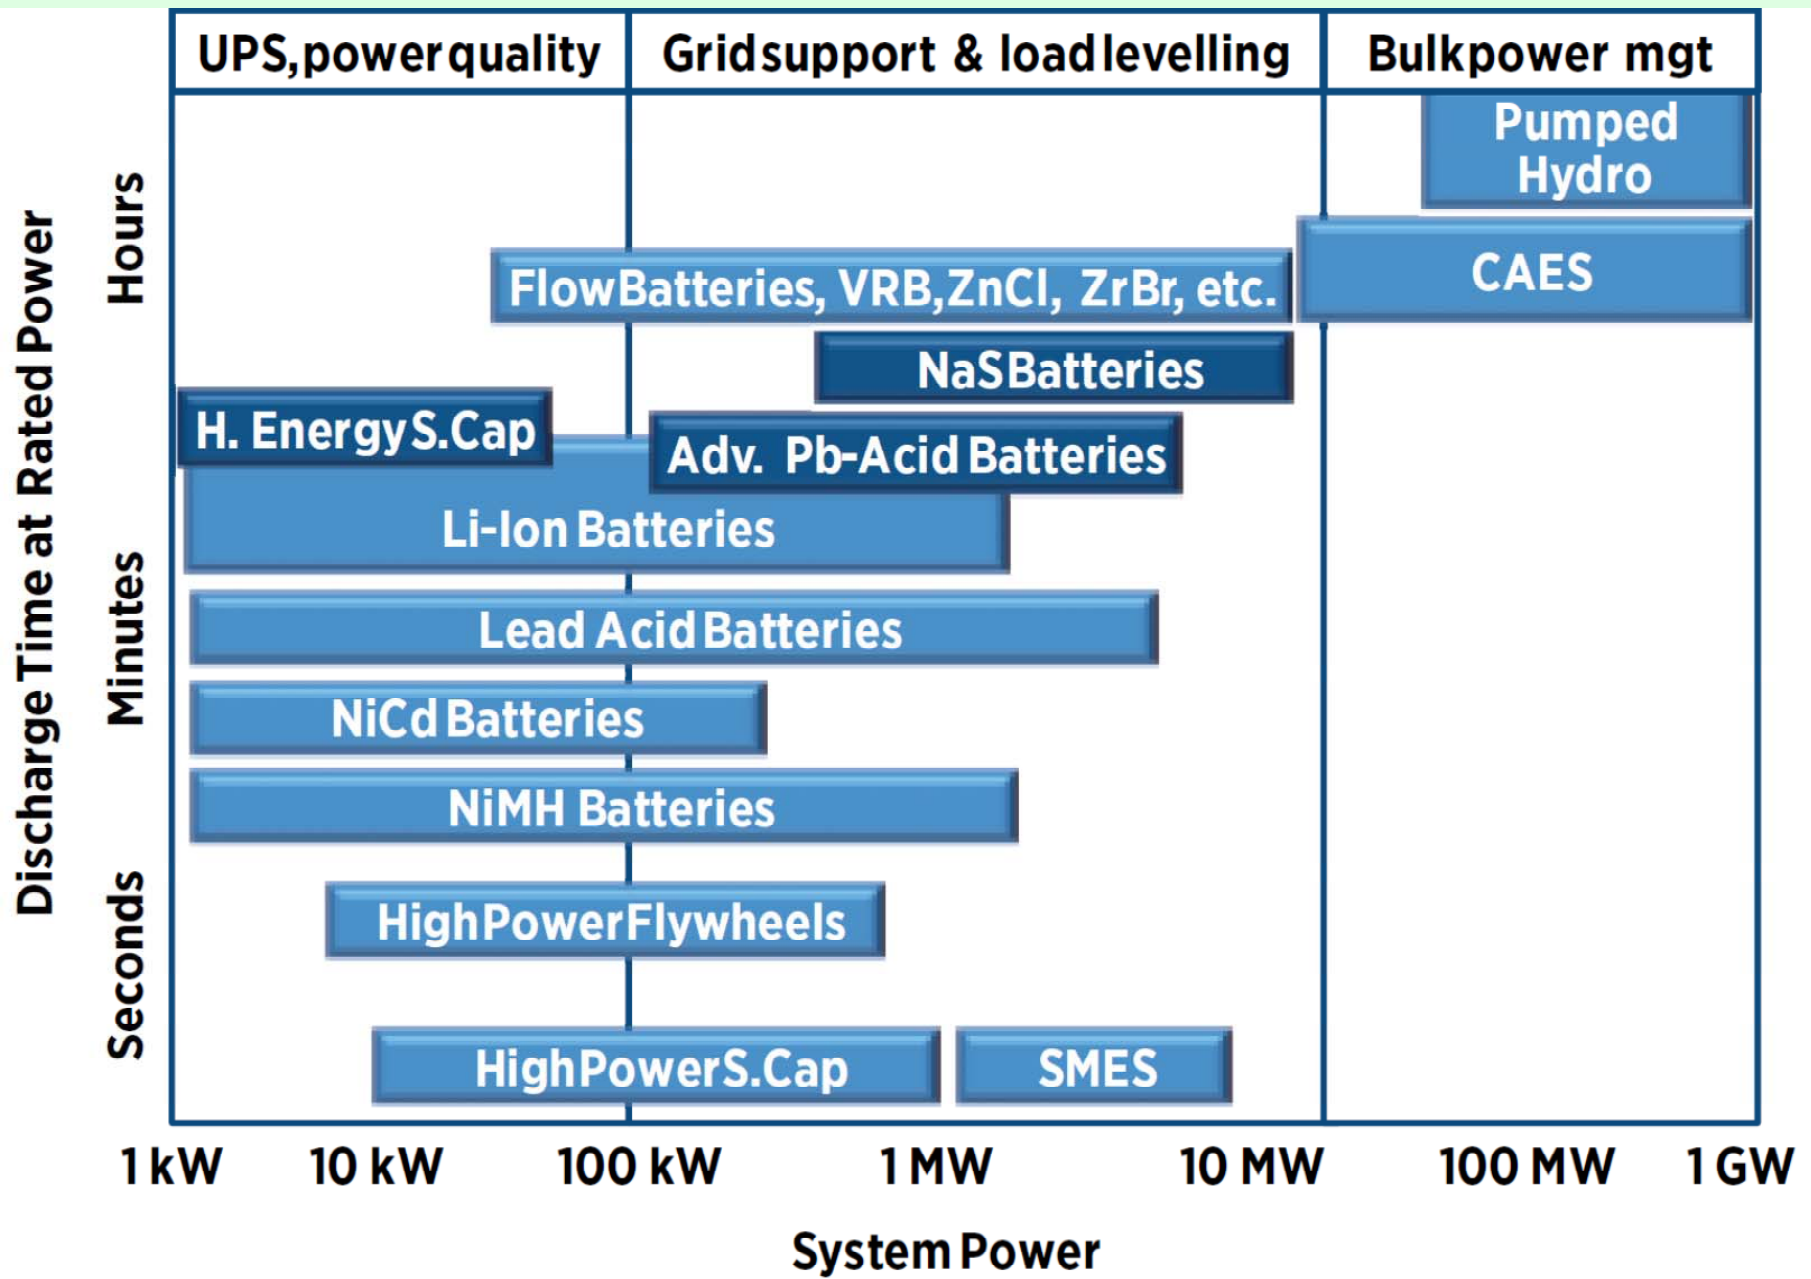 UPS, power quality
Grid support & load levelling
Bulk power mgt
Pumped
Hydro
CAES
Flow Batteries, VRB, ZnCl, ZrBr, etc.
NaS Batteries
H. Energy S.Cap
Adv. Pb-Acid Batteries
Li-Ion Batteries
Lead Acid Batteries
NiCd Batteries
NiMH Batteries
High Power Flywheels
High Power S.Cap
SMES
Discharge Time at Rated Power
Hours
Minutes
Seconds
1 kW
10 kW
100 kW
1 MW
10 MW
100 MW
1 GW
System Power